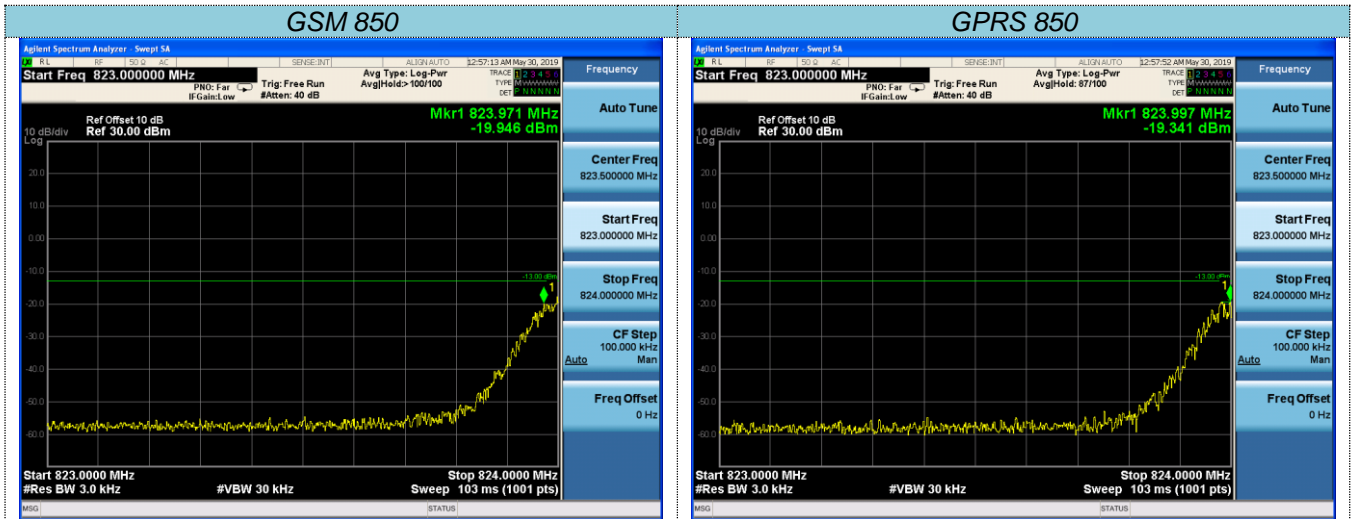 GSM 850
GPRS 850
Agilent Spectrum Analyzer - Swept SA
RL RF 50 Ω AC SENSE:INT ALIGN AUTO 12:57:13 AM May 30, 2019
Start Freq 823.000000 MHz
PNO: Far
IFGain:Low
Trig: Free Run
#Atten: 40 dB
Avg Type: Log-Pwr
Avg|Hold:>100/100
TRACE 1 2 3 4 5 6
TYPE
DET P N N N N N
Mkr1 823.971 MHz
-19.946 dBm
Ref Offset 10 dB
10 dB/div Ref 30.00 dBm
Log
20.0
10.0
0.00
-10.0
-20.0
-30.0
-40.0
-50.0
-60.0
-13.00 dBm
1
Start 823.0000 MHz Stop 824.0000 MHz
#Res BW 3.0 kHz #VBW 30 kHz Sweep 103 ms (1001 pts)
MSG STATUS
Frequency
Auto Tune
Center Freq
823.500000 MHz
Start Freq
823.000000 MHz
Stop Freq
824.000000 MHz
CF Step
100.000 kHz
Auto Man
Freq Offset
0 Hz
Agilent Spectrum Analyzer - Swept SA
RL RF 50 Ω AC SENSE:INT ALIGN AUTO 12:57:52 AM May 30, 2019
Start Freq 823.000000 MHz
PNO: Far
IFGain:Low
Trig: Free Run
#Atten: 40 dB
Avg Type: Log-Pwr
Avg|Hold: 87/100
TRACE 1 2 3 4 5 6
TYPE
DET P N N N N N
Mkr1 823.997 MHz
-19.341 dBm
Ref Offset 10 dB
10 dB/div Ref 30.00 dBm
Log
20.0
10.0
0.00
-10.0
-20.0
-30.0
-40.0
-50.0
-60.0
-13.00 dBm
1
Start 823.0000 MHz Stop 824.0000 MHz
#Res BW 3.0 kHz #VBW 30 kHz Sweep 103 ms (1001 pts)
MSG STATUS
Frequency
Auto Tune
Center Freq
823.500000 MHz
Start Freq
823.000000 MHz
Stop Freq
824.000000 MHz
CF Step
100.000 kHz
Auto Man
Freq Offset
0 Hz